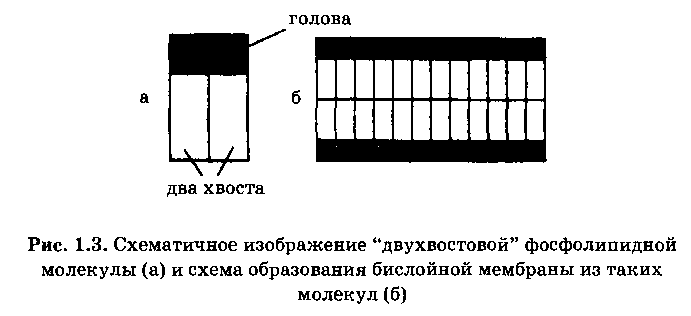 голова
а
б
два хвоста
Рис. 1.3. Схематичное изображение “двухвостовой” фосфолипидной
молекулы (а) и схема образования бислойной мембраны из таких
молекул (б)